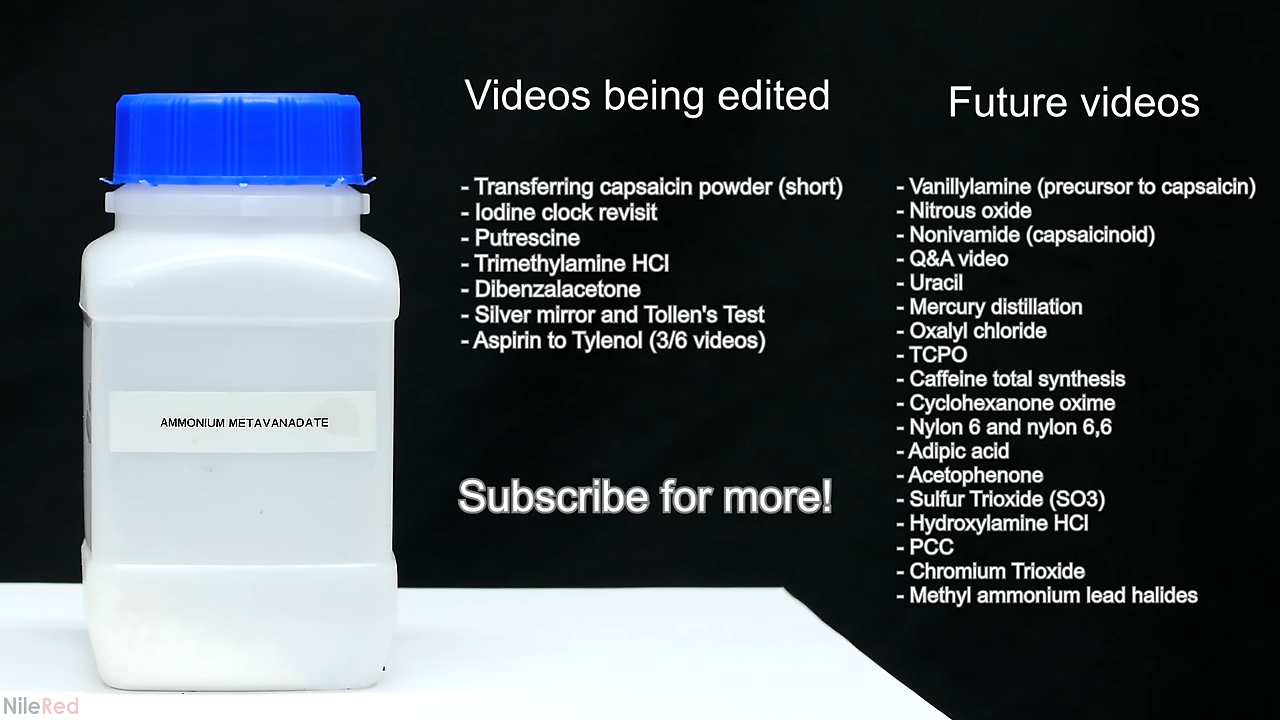 Videos being edited
- Transferring capsaicin powder (short)
- Iodine clock revisit
- Putrescine
- Trimethylamine HCl
- Dibenzalacetone
- Silver mirror and Tollen's Test
- Aspirin to Tylenol (3/6 videos)
Subscribe for more!
Future videos
- Vanillylamine (precursor to capsaicin)
- Nitrous oxide
- Nonivamide (capsaicinoid)
- Q&A video
- Uracil
- Mercury distillation
- Oxalyl chloride
- TCPO
- Caffeine total synthesis
- Cyclohexanone oxime
- Nylon 6 and nylon 6,6
- Adipic acid
- Acetophenone
- Sulfur Trioxide (SO3)
- Hydroxylamine HCl
- PCC
- Chromium Trioxide
- Methyl ammonium lead halides
AMMONIUM METAVANADATE
NileRed